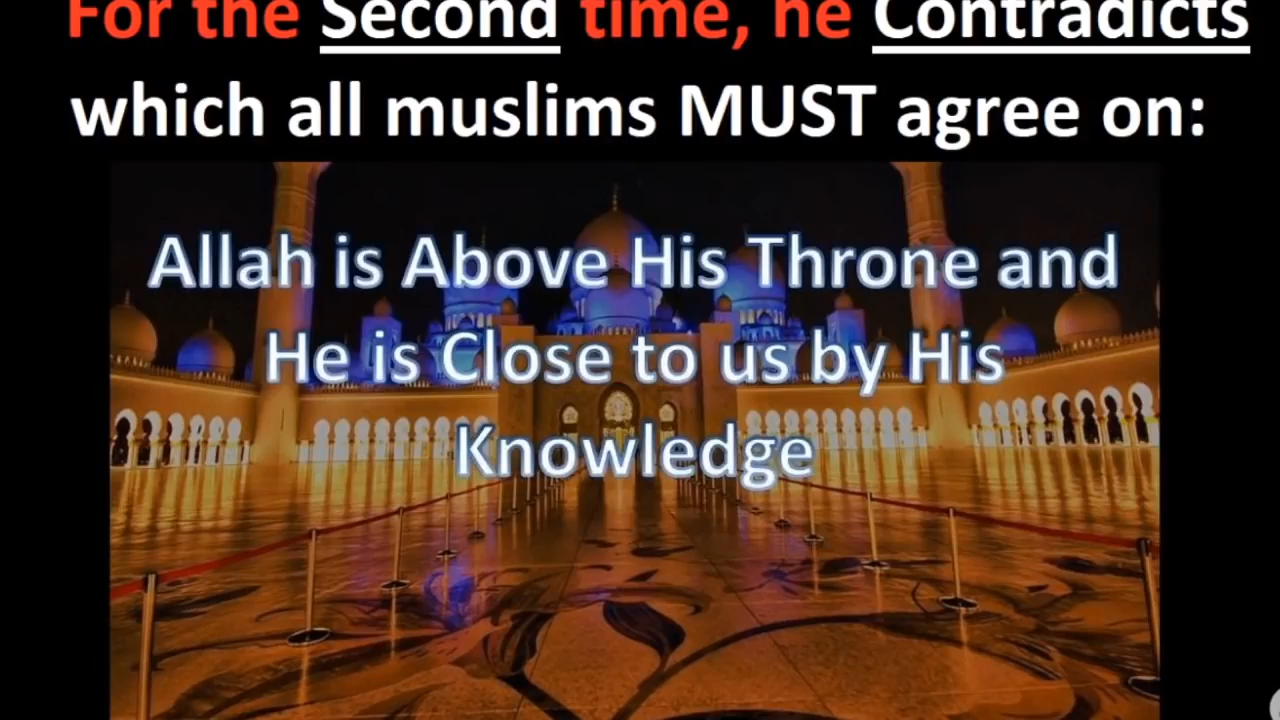 For the Second time, he Contradicts
which all muslims MUST agree on:
Allah is Above His Throne and
He is Close to us by His
Knowledge